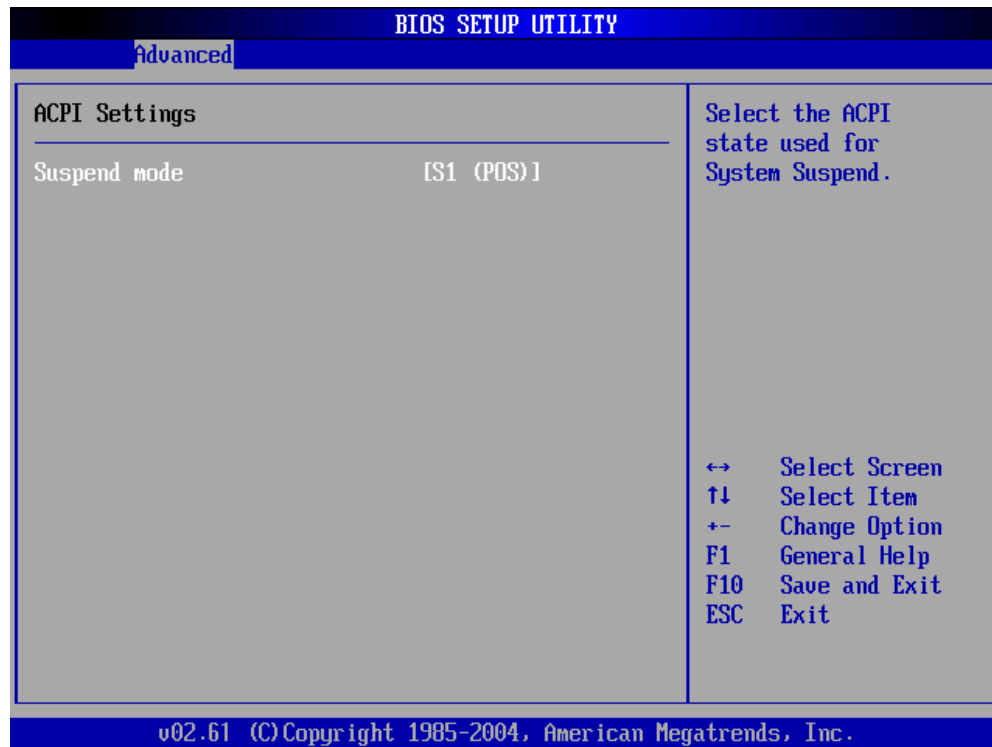 BIOS SETUP UTILITY
Advanced
ACPI Settings
Suspend mode [S1 (POS)]
Select the ACPI
state used for
System Suspend.
↔ Select Screen
↑↓ Select Item
+- Change Option
F1 General Help
F10 Save and Exit
ESC Exit
v02.61 (C)Copyright 1985-2004, American Megatrends, Inc.